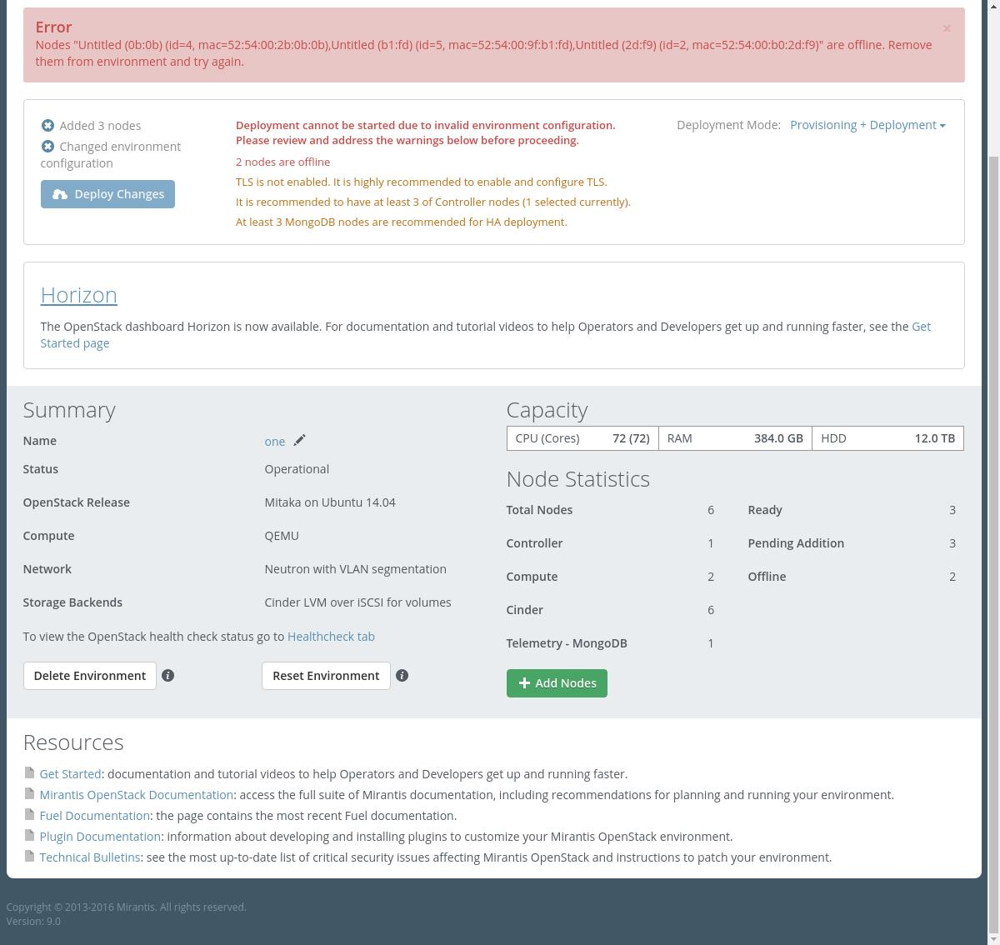 Error
×
Nodes "Untitled (0b:0b) (id=4, mac=52:54:00:2b:0b:0b),Untitled (b1:fd) (id=5, mac=52:54:00:9f:b1:fd),Untitled (2d:f9) (id=2, mac=52:54:00:b0:2d:f9)" are offline. Remove
them from environment and try again.
Added 3 nodes
Changed environment
configuration
Deploy Changes
Deployment cannot be started due to invalid environment configuration.
Please review and address the warnings below before proceeding.
2 nodes are offline
TLS is not enabled. It is highly recommended to enable and configure TLS.
It is recommended to have at least 3 of Controller nodes (1 selected currently).
At least 3 MongoDB nodes are recommended for HA deployment.
Deployment Mode: Provisioning + Deployment
Horizon
The OpenStack dashboard Horizon is now available. For documentation and tutorial videos to help Operators and Developers get up and running faster, see the Get
Started page
Summary
Name one
Status Operational
OpenStack Release Mitaka on Ubuntu 14.04
Compute QEMU
Network Neutron with VLAN segmentation
Storage Backends Cinder LVM over iSCSI for volumes
To view the OpenStack health check status go to Healthcheck tab
Delete Environment Reset Environment
Capacity
CPU (Cores) 72 (72) RAM 384.0 GB HDD 12.0 TB
Node Statistics
Total Nodes 6 Ready 3
Controller 1 Pending Addition 3
Compute 2 Offline 2
Cinder 6
Telemetry - MongoDB 1
Add Nodes
Resources
Get Started: documentation and tutorial videos to help Operators and Developers get up and running faster.
Mirantis OpenStack Documentation: access the full suite of Mirantis documentation, including recommendations for planning and running your environment.
Fuel Documentation: the page contains the most recent Fuel documentation.
Plugin Documentation: information about developing and installing plugins to customize your Mirantis OpenStack environment.
Technical Bulletins: see the most up-to-date list of critical security issues affecting Mirantis OpenStack and instructions to patch your environment.
Copyright © 2013-2016 Mirantis. All rights reserved.
Version: 9.0